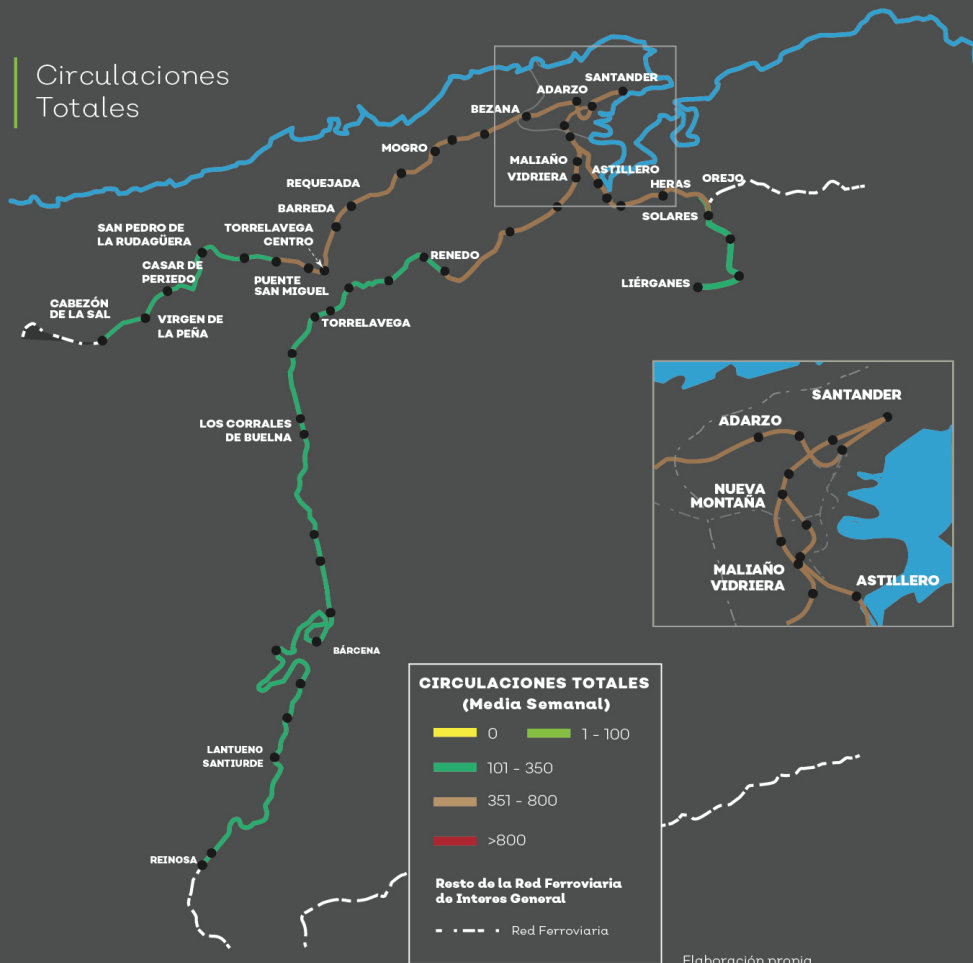 Circulaciones
Totales
SANTANDER
ADARZO
BEZANA
MOGRO
MALIAÑO
VIDRIERA
ASTILLERO
HERAS
OREJO
REQUEJADA
BARREDA
SOLARES
SAN PEDRO DE
LA RUDAGÜERA
TORRELAVEGA
CENTRO
CASAR DE
PERIEDO
PUENTE
SAN MIGUEL
RENEDO
LIÉRGANES
CABEZÓN
DE LA SAL
VIRGEN DE
LA PEÑA
TORRELAVEGA
LOS CORRALES
DE BUELNA
BÁRCENA
LANTUENO
SANTIURDE
REINOSA
SANTANDER
ADARZO
NUEVA
MONTAÑA
MALIAÑO
VIDRIERA
ASTILLERO
CIRCULACIONES TOTALES
(Media Semanal)
0
1 - 100
101 - 350
351 - 800
>800
Resto de la Red Ferroviaria
de Interes General
Red Ferroviaria
Elaboración propia